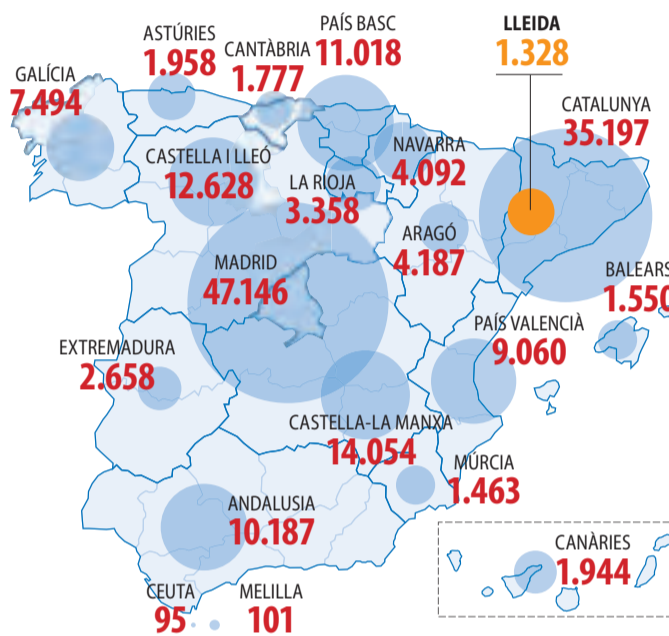 PAÍS BASC
11.018
LLEIDA
1.328
ASTÚRIES
1.958
CANTÀBRIA
1.777
GALÍCIA
7.494
CATALUNYA
35.197
NAVARRA
4.092
CASTELLA I LLEÓ
12.628
LA RIOJA
3.358
ARAGÓ
4.187
MADRID
47.146
BALEARS
1.550
PAÍS VALENCIÀ
9.060
EXTREMADURA
2.658
CASTELLA-LA MANXA
14.054
MÚRCIA
1.463
ANDALUSIA
10.187
CANÀRIES
1.944
CEUTA
95
MELILLA
101